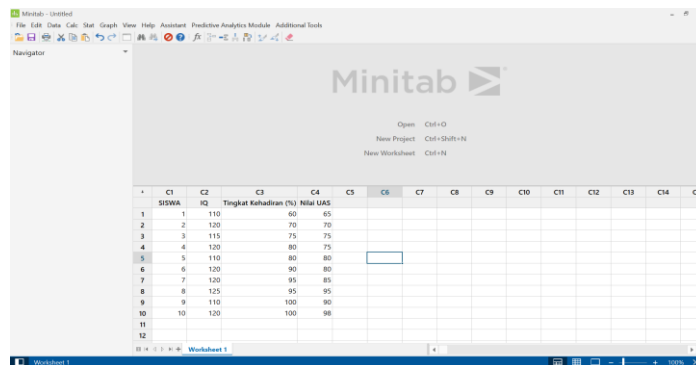 Minitab - Untitled
File Edit Data Calc Stat Graph View Help Assistant Predictive Analytics Module Additional Tools
Navigator
Minitab
Open Ctrl+O
New Project Ctrl+Shift+N
New Worksheet Ctrl+N
C1 C2 C3 C4 C5 C6 C7 C8 C9 C10 C11 C12 C13 C14 C
SISWA IQ Tingkat Kehadiran (%) Nilai UAS
1 1 110 60 65
2 2 120 70 70
3 3 115 75 75
4 4 120 80 75
5 5 110 80 80
6 6 120 90 80
7 7 120 95 85
8 8 125 95 95
9 9 110 100 90
10 10 120 100 98
11
12
Worksheet 1
Worksheet 1
100%